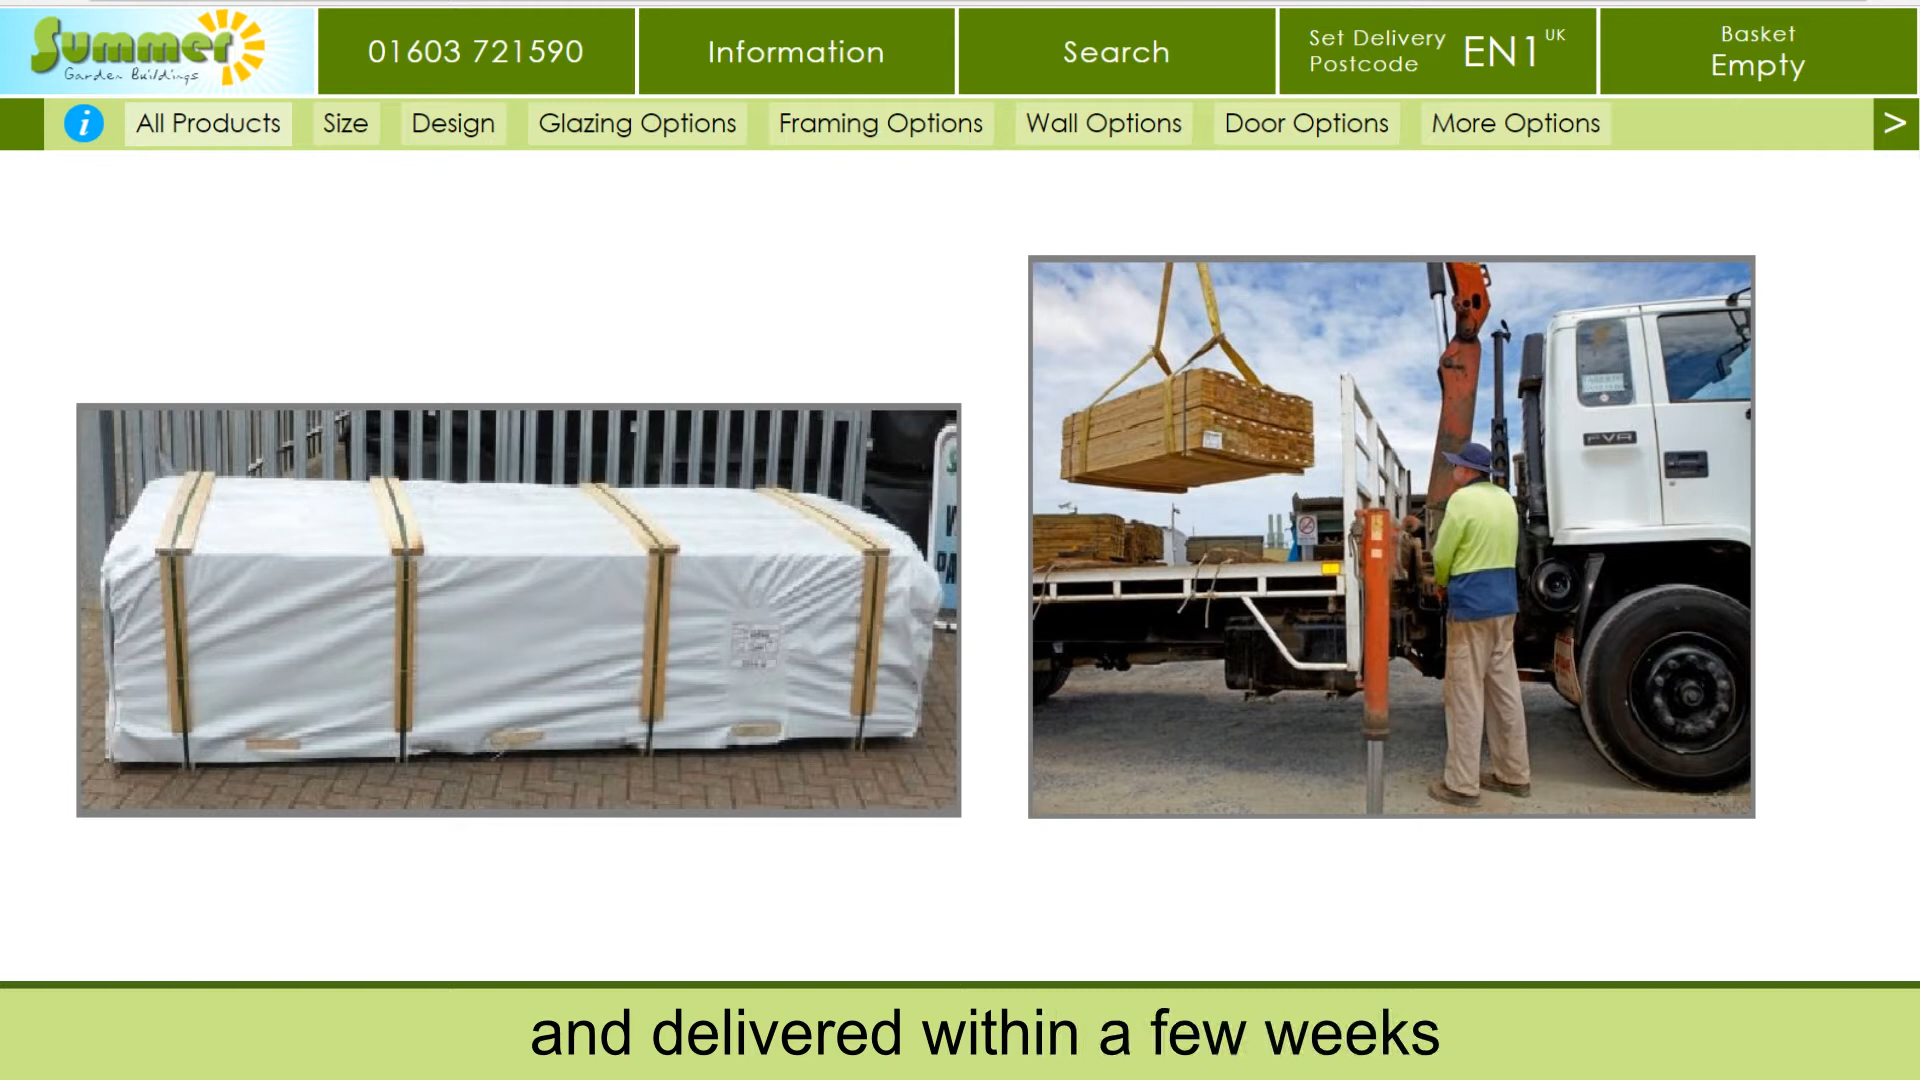 Summer
Garden Buildings
01603 721590
Information
Search
Set Delivery
Postcode
EN1 UK
Basket
Empty
i
All Products
Size
Design
Glazing Options
Framing Options
Wall Options
Door Options
More Options
>
FVR
and delivered within a few weeks